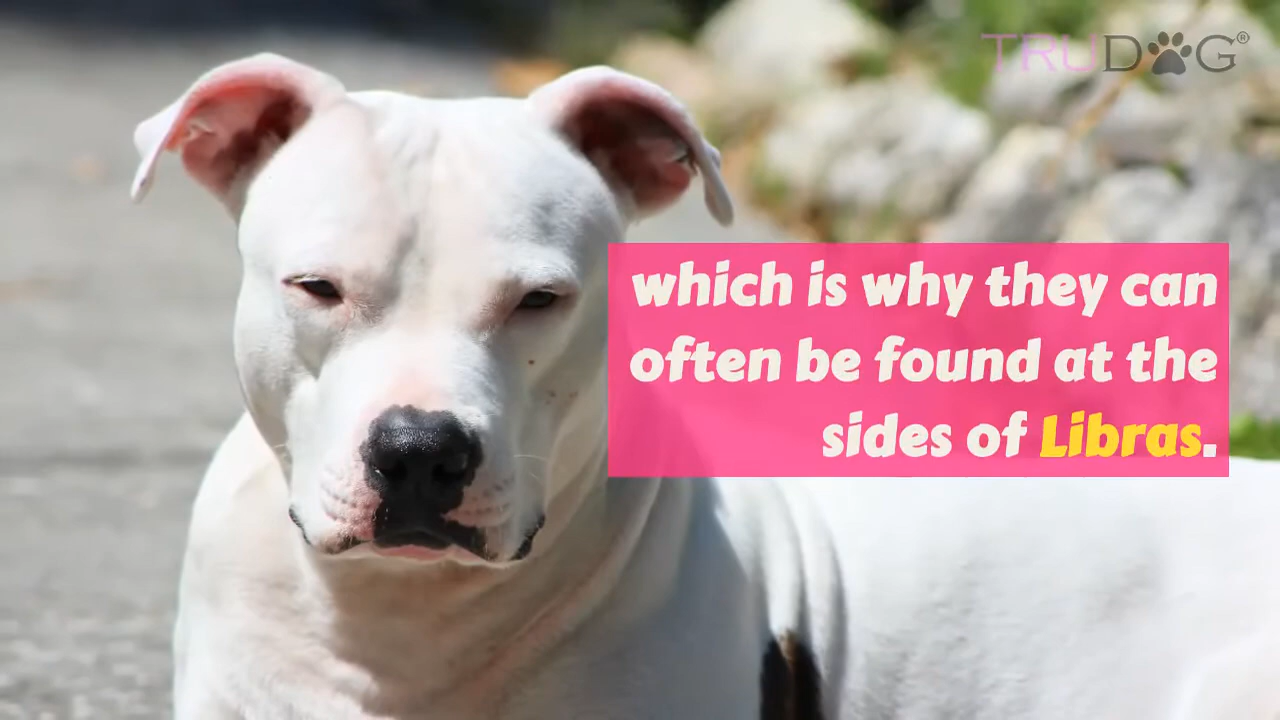 TRUDOG®
which is why they can
often be found at the
sides of Libras.